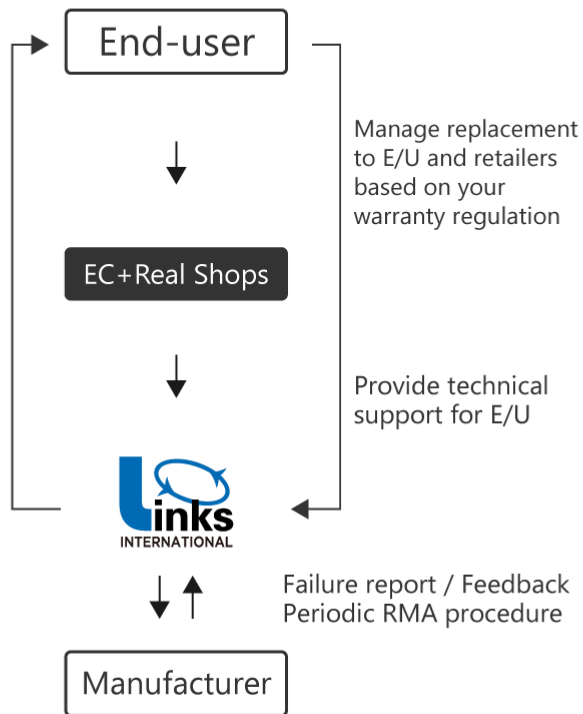 End-user
Manage replacement
to E/U and retailers
based on your
warranty regulation
EC+Real Shops
Provide technical
support for E/U
Links
INTERNATIONAL
Failure report / Feedback
Periodic RMA procedure
Manufacturer